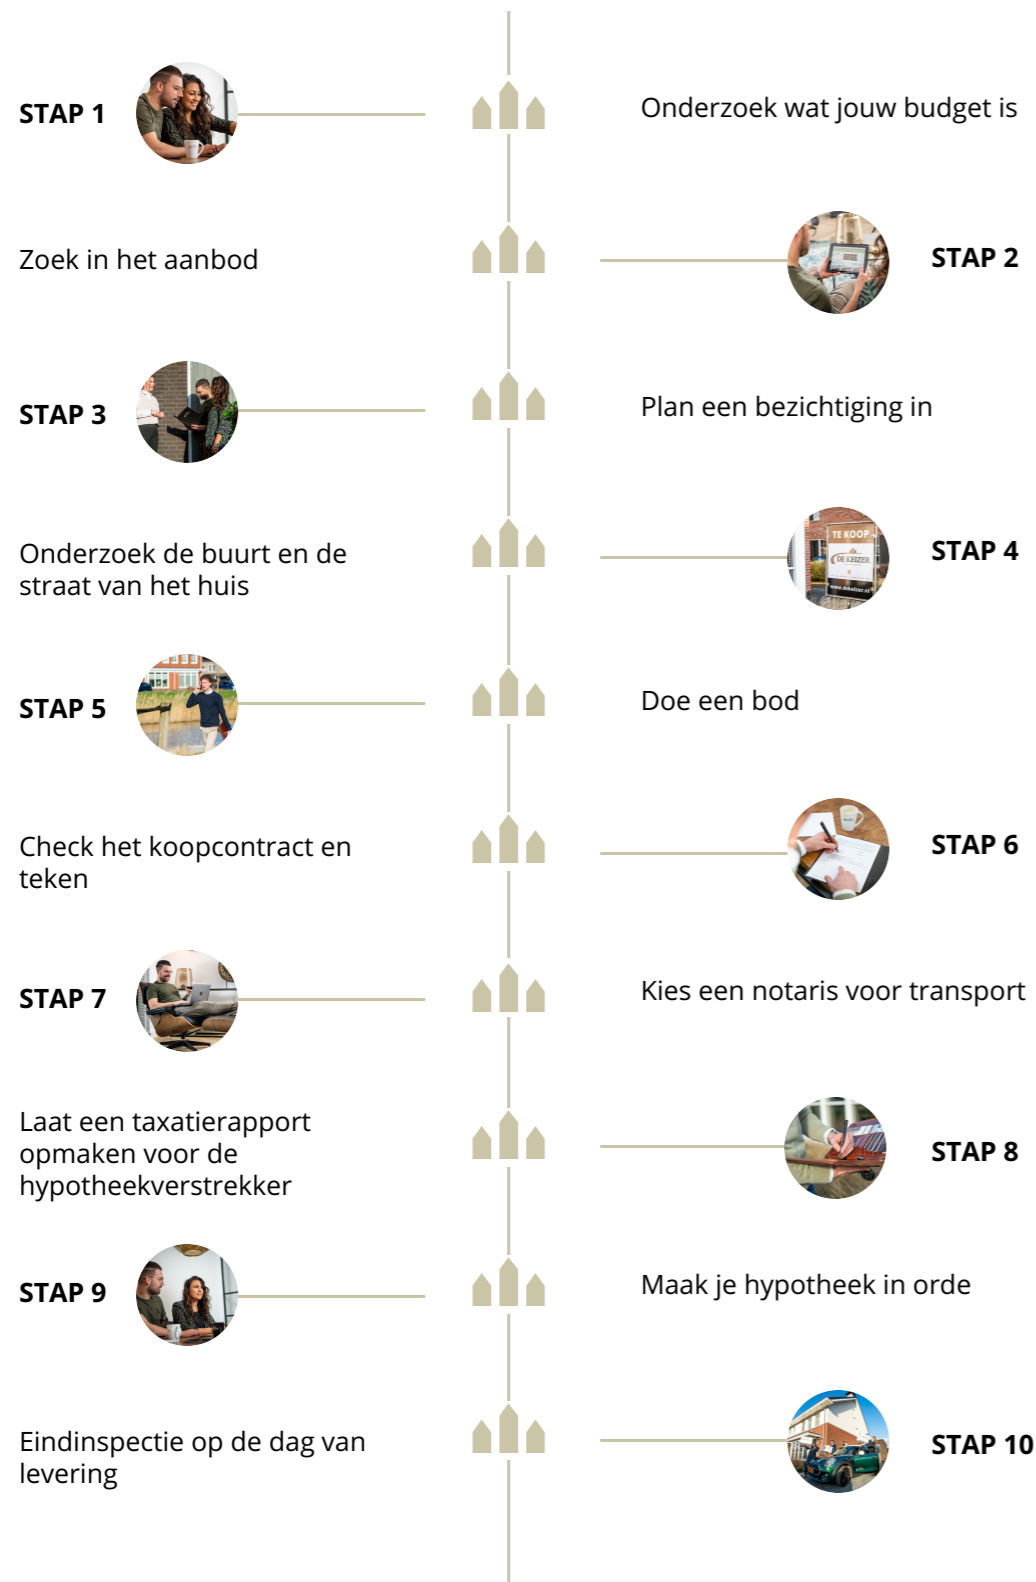 STAP 1
Onderzoek wat jouw budget is
Zoek in het aanbod
STAP 2
STAP 3
Plan een bezichtiging in
Onderzoek de buurt en de
straat van het huis
STAP 4
TE KOOP
DE KEIZER
www.dekeizer.nl
STAP 5
Doe een bod
Check het koopcontract en
teken
STAP 6
STAP 7
Kies een notaris voor transport
Laat een taxatierapport
opmaken voor de
hypotheekverstrekker
STAP 8
STAP 9
Maak je hypotheek in orde
Eindinspectie op de dag van
levering
STAP 10